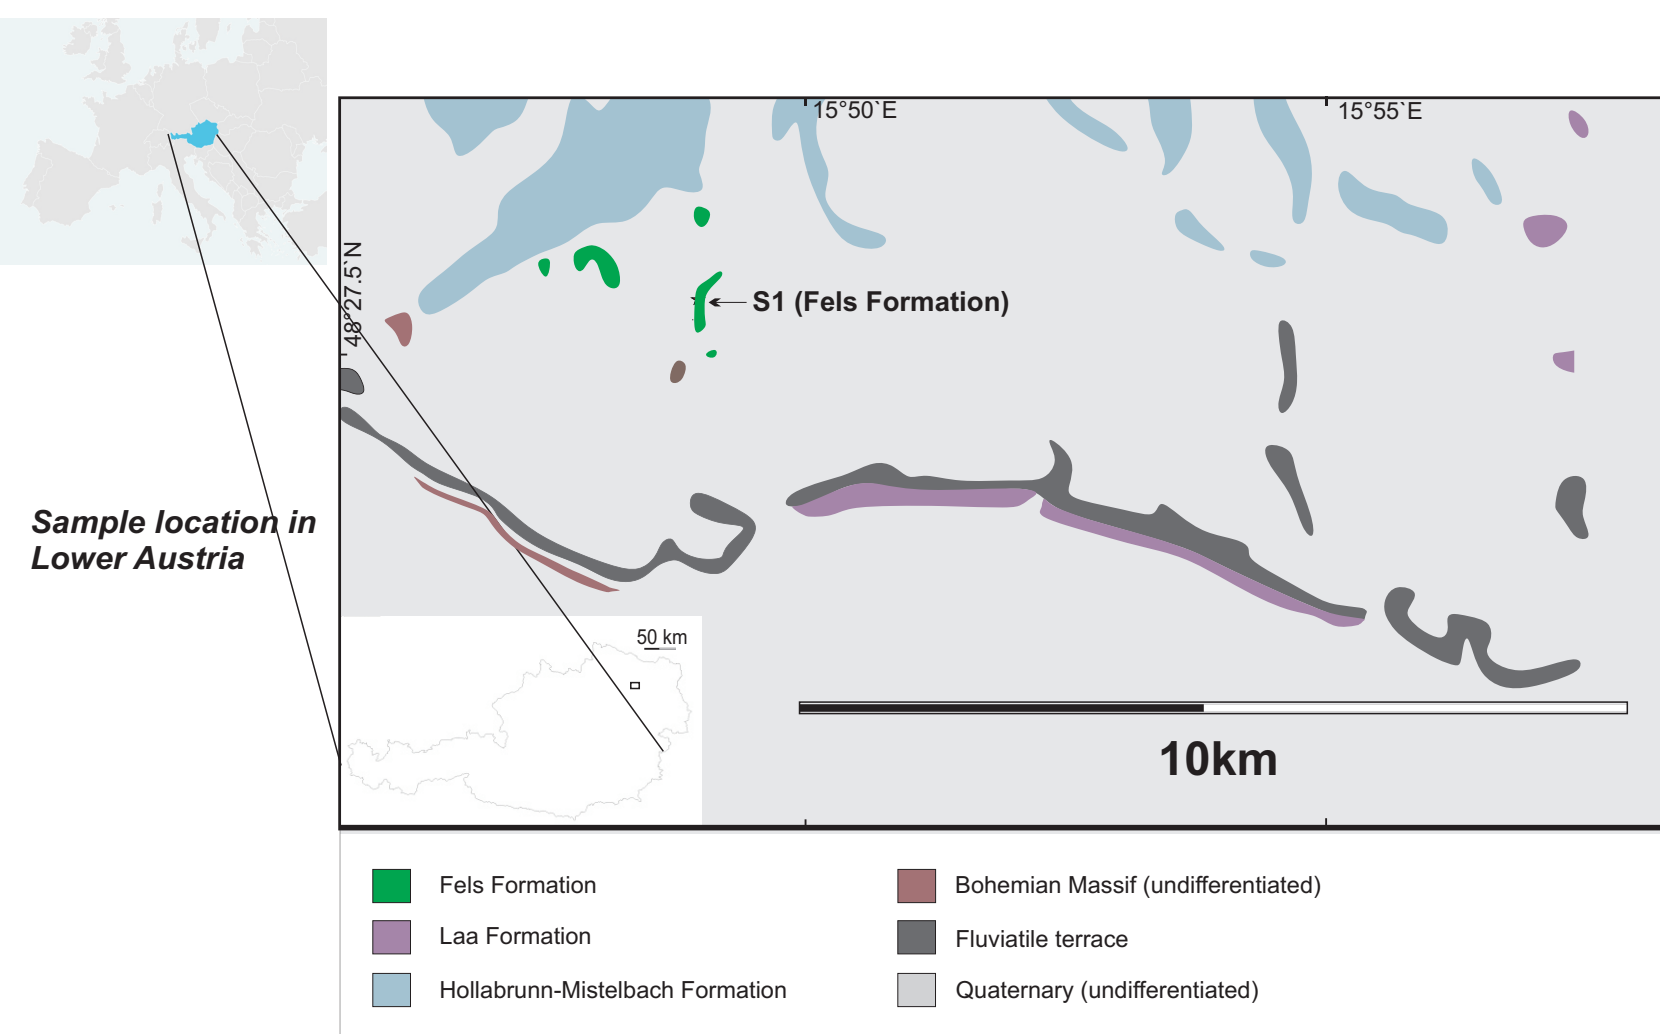 15°50`E
15°55`E
48°27.5`N
S1 (Fels Formation)
Sample location in
Lower Austria
50 km
10km
Fels Formation
Laa Formation
Hollabrunn-Mistelbach Formation
Bohemian Massif (undifferentiated)
Fluviatile terrace
Quaternary (undifferentiated)